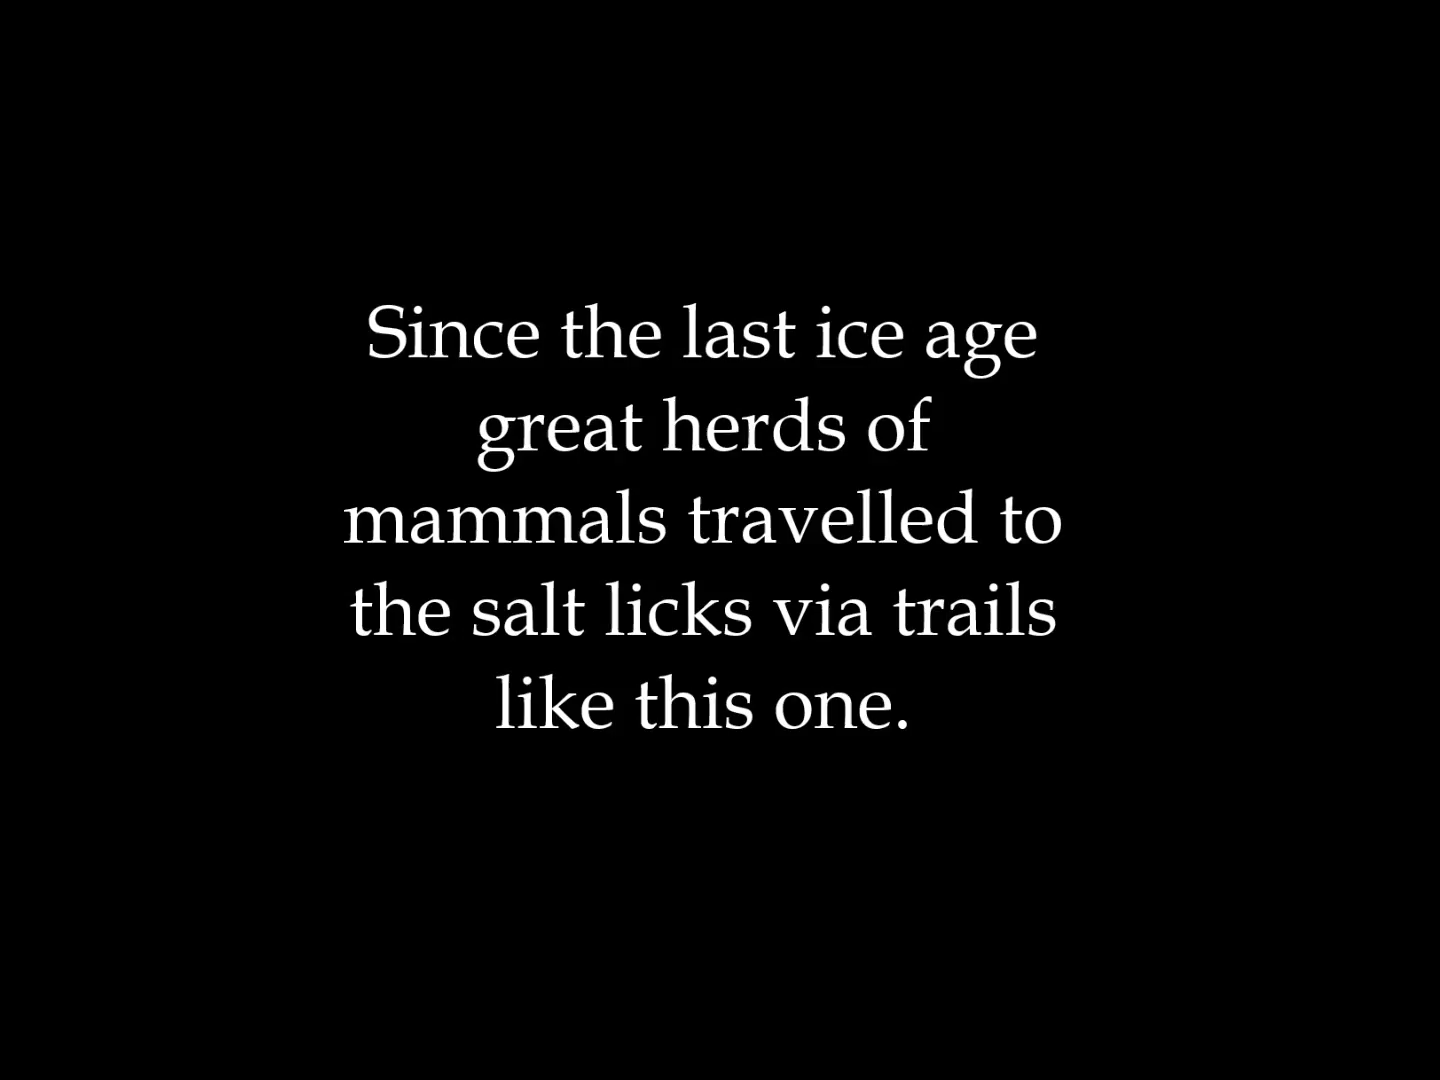 Since the last ice age
great herds of
mammals travelled to
the salt licks via trails
like this one.